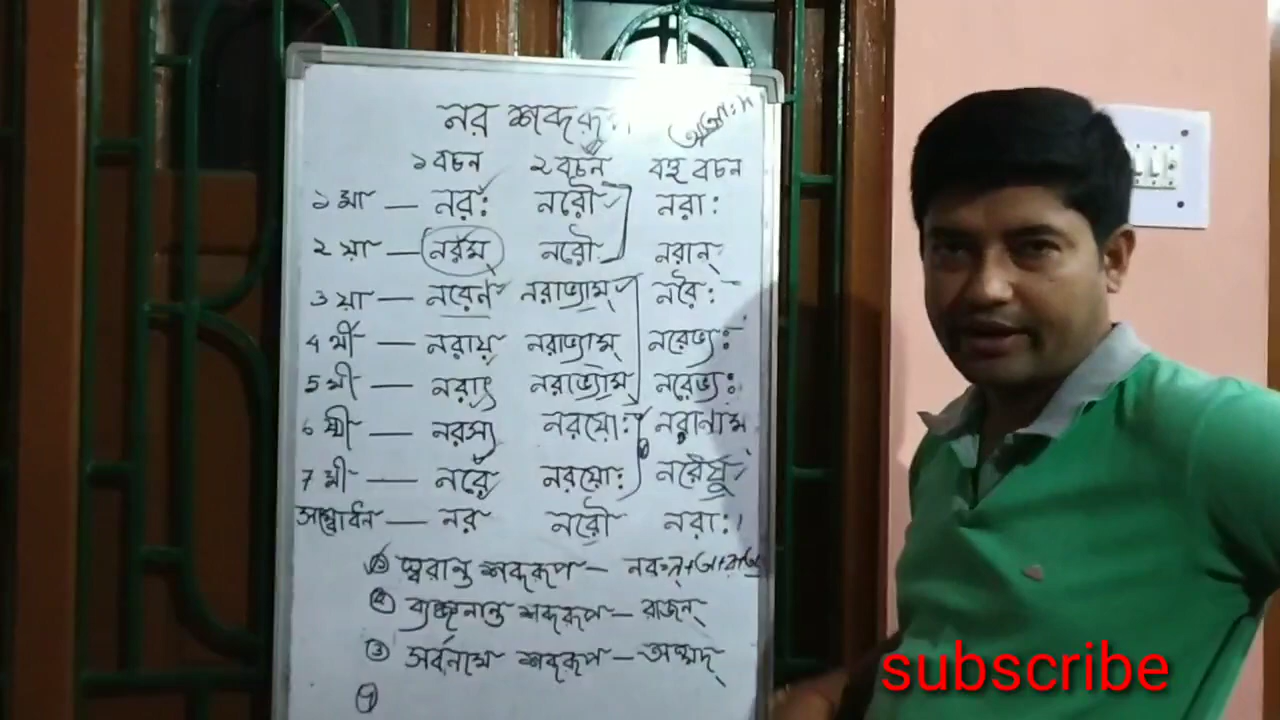 নর শব্দরূপ।
১বচন ২বচন বহু বচন
১মা — নরঃ নরৌ নরাঃ
২য়া — নরম্ নরৌ নরান্
৩য়া — নরেণ নরাভ্যাম্ নরৈঃ
4র্থী — নরায় নরাভ্যাম্ নরেভ্যঃ
5মী — নরাৎ নরাভ্যাম্ নরেভ্যঃ
৬ষ্ঠী — নরস্য নরয়োঃ নরাণাম্
7মী — নরে নরয়োঃ নরেষু
সম্বোধন — নর নরৌ নরাঃ।
স্বরান্ত শব্দরূপ — নর=ন্+অ+র+অ
② ব্যঞ্জনান্ত শব্দরূপ — রাজন্
③ সর্বনাম শব্দরূপ — অস্মদ্
subscribe